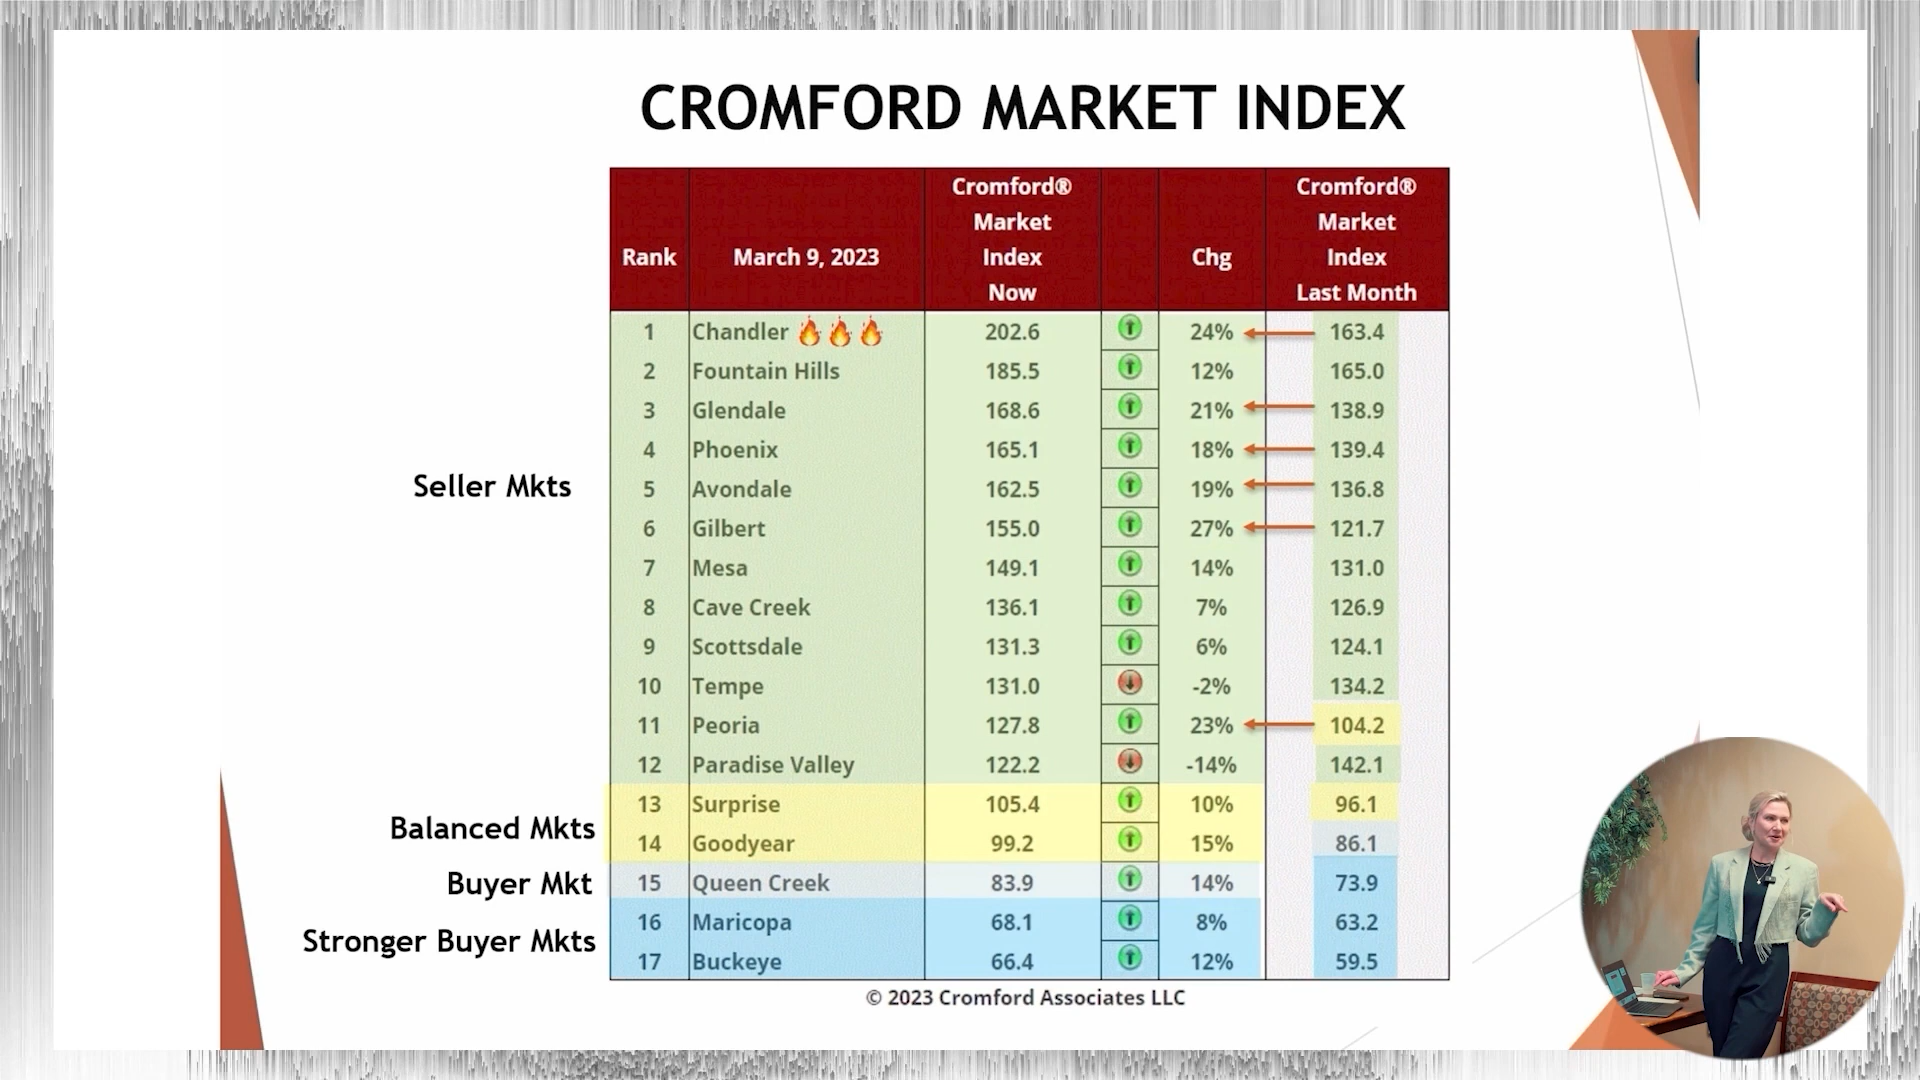 CROMFORD MARKET INDEX
Rank March 9, 2023 Cromford® Market Index Now Chg Cromford® Market Index Last Month
1 Chandler 202.6 24% 163.4
2 Fountain Hills 185.5 12% 165.0
3 Glendale 168.6 21% 138.9
4 Phoenix 165.1 18% 139.4
Seller Mkts
5 Avondale 162.5 19% 136.8
6 Gilbert 155.0 27% 121.7
7 Mesa 149.1 14% 131.0
8 Cave Creek 136.1 7% 126.9
9 Scottsdale 131.3 6% 124.1
10 Tempe 131.0 -2% 134.2
11 Peoria 127.8 23% 104.2
12 Paradise Valley 122.2 -14% 142.1
13 Surprise 105.4 10% 96.1
Balanced Mkts
14 Goodyear 99.2 15% 86.1
Buyer Mkt
15 Queen Creek 83.9 14% 73.9
16 Maricopa 68.1 8% 63.2
Stronger Buyer Mkts
17 Buckeye 66.4 12% 59.5
© 2023 Cromford Associates LLC